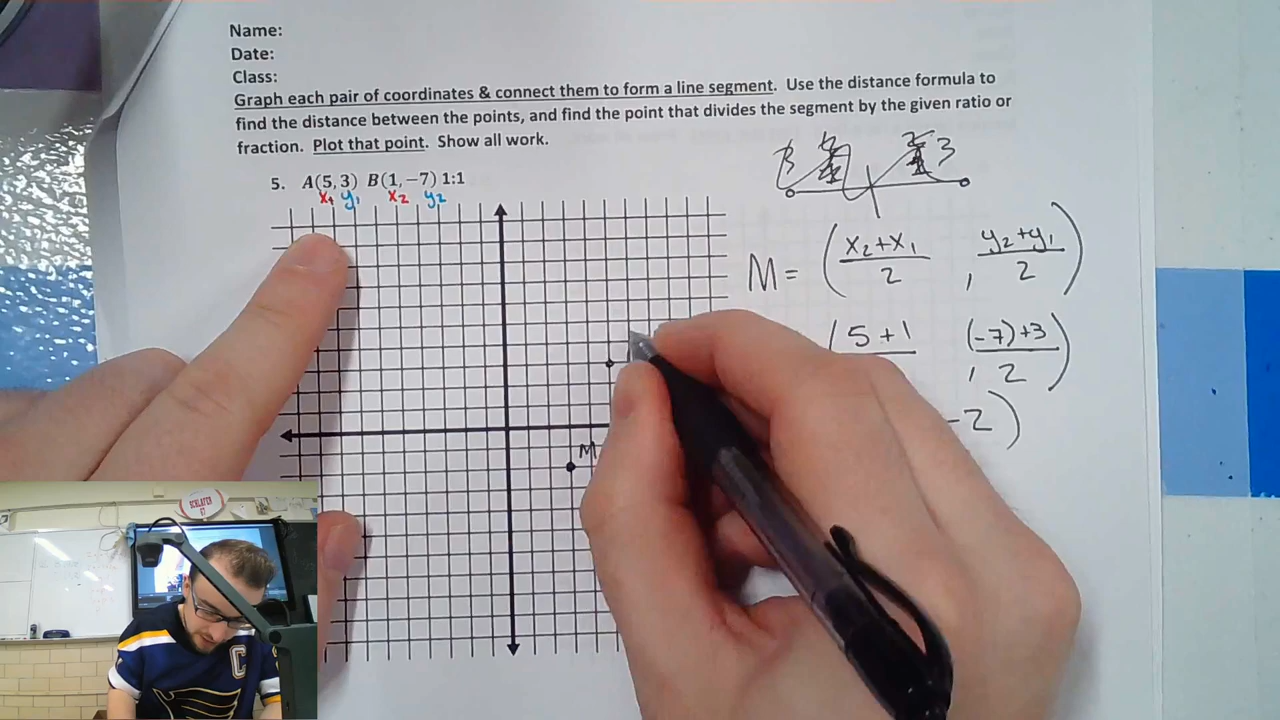 Name:
Date:
Class:
Graph each pair of coordinates & connect them to form a line segment. Use the distance formula to
find the distance between the points, and find the point that divides the segment by the given ratio or
fraction. Plot that point. Show all work.
5. A(5,3) B(1,−7) 1:1
x₁ y₁ x₂ y₂
3
M = (x₂+x₁/2, y₂+y₁/2)
(5+1 , (-7)+3/2)
-2)
M
SCHLAFER
67
C